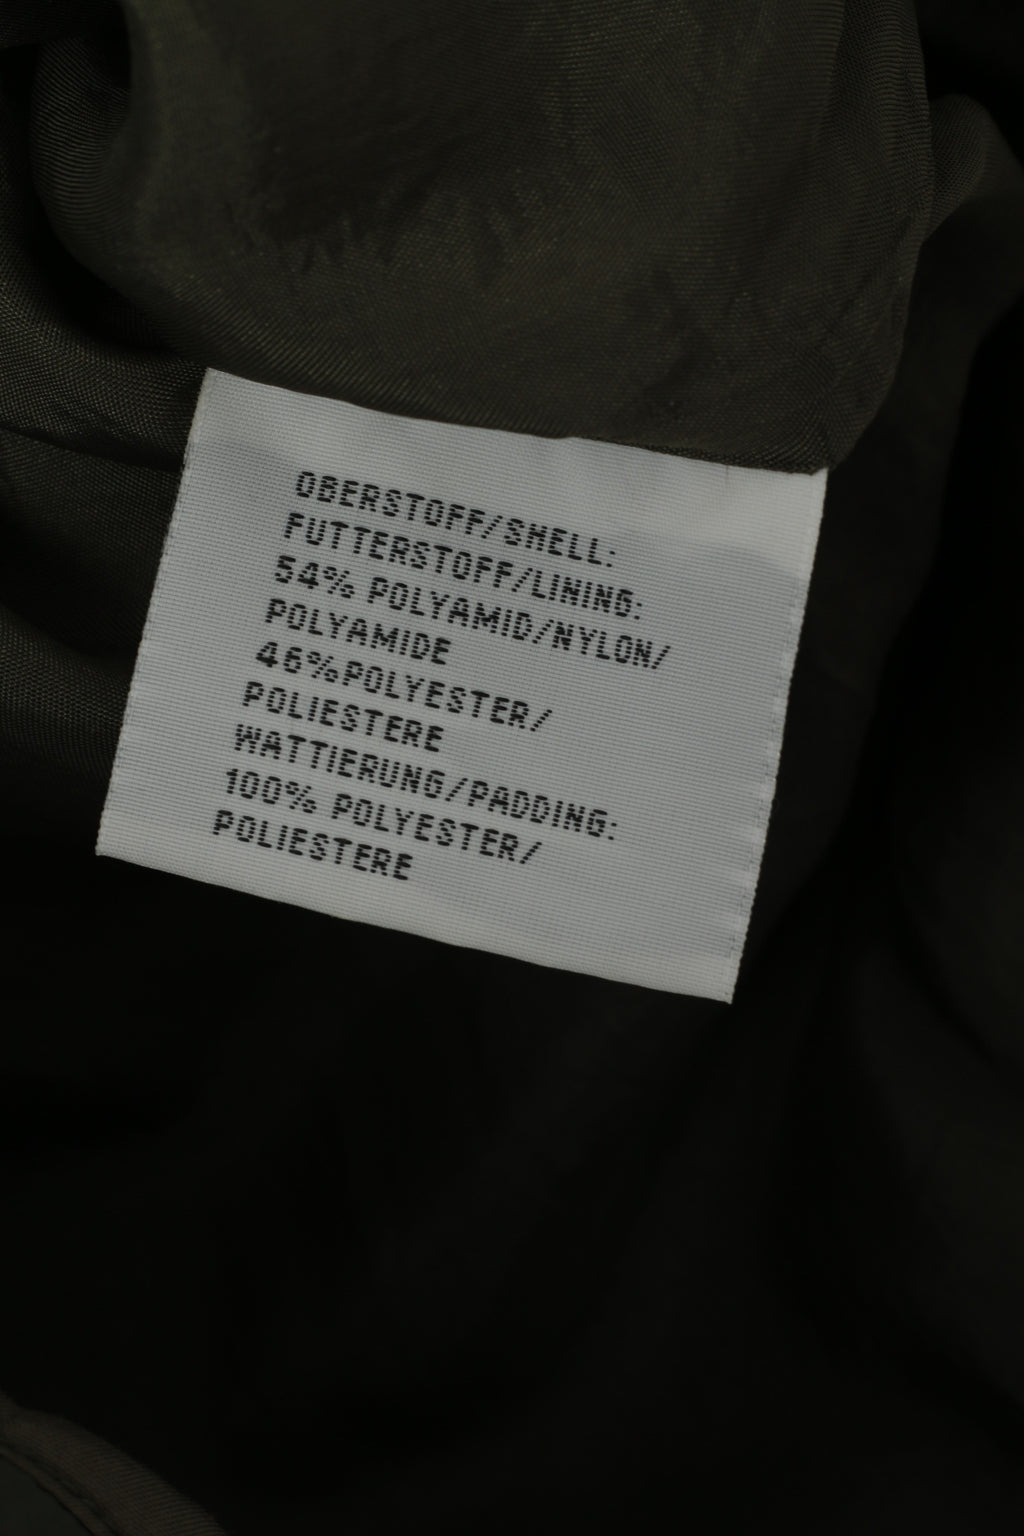 OBERSTOFF/SHELL:
FUTTERSTOFF/LINING:
54% POLYAMID/NYLON/
POLYAMIDE
46%POLYESTER/
POLIESTERE
WATTIERUNG/PADDING:
100% POLYESTER/
POLIESTERE